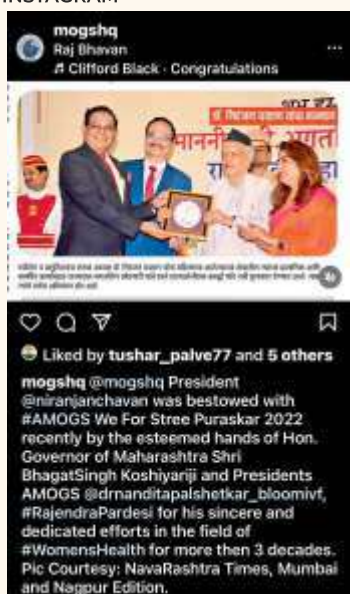 INSTAGRAM
mogshq
Raj Bhavan
Clifford Black · Congratulations
Liked by tushar_palve77 and 5 others
mogshq @mogshq President
@niranjanchavan was bestowed with
#AMOGS We For Stree Puraskar 2022
recently by the esteemed hands of Hon.
Governor of Maharashtra Shri
BhagatSingh Koshiyariji and Presidents
AMOGS @drnanditapalshetkar_bloomivf,
#RajendraPardesi for his sincere and
dedicated efforts in the field of
#WomensHealth for more then 3 decades.
Pic Courtesy: NavaRashtra Times, Mumbai
and Nagpur Edition.